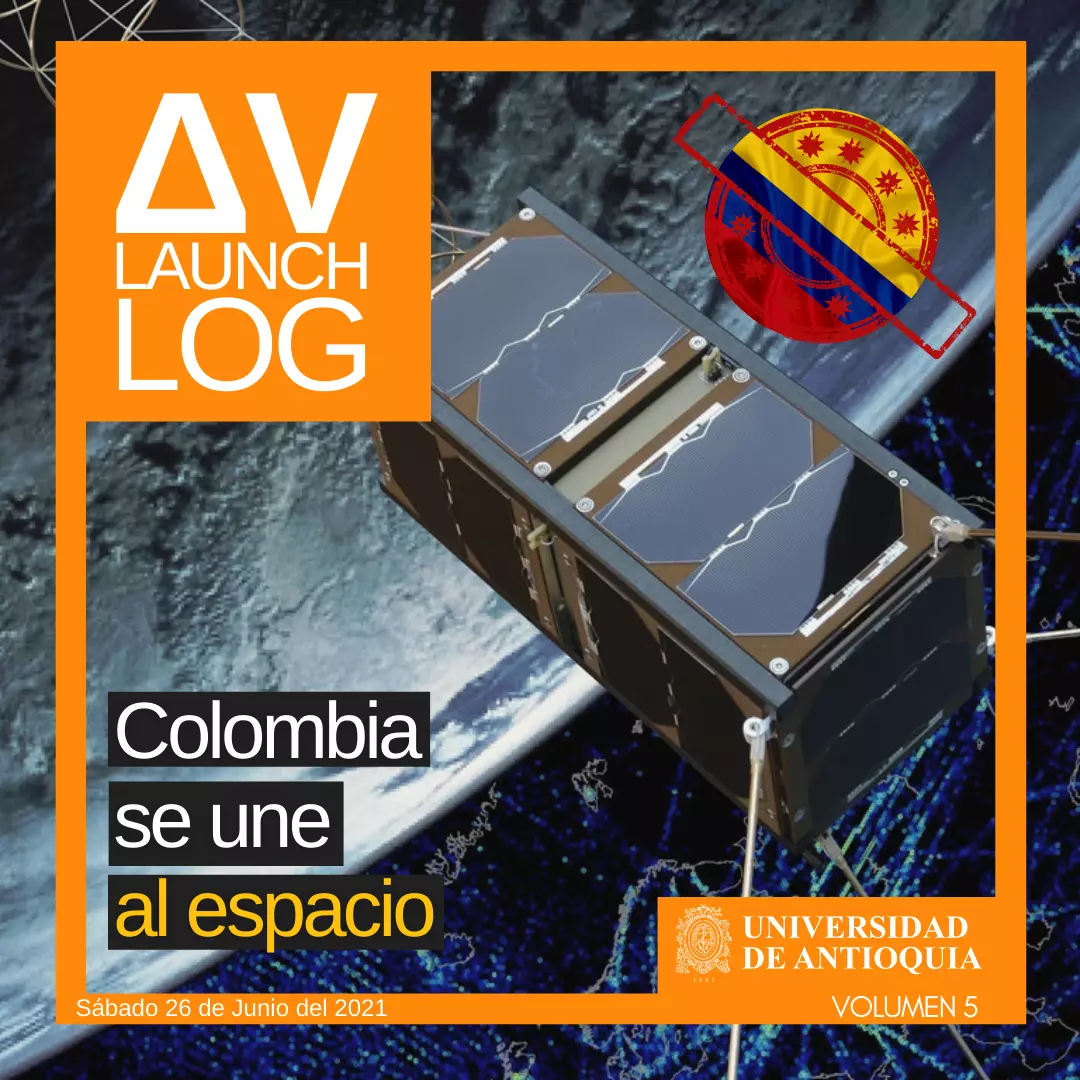 ΔV
LAUNCH
LOG
Colombia
se une
al espacio
UNIVERSIDAD
DE ANTIOQUIA
Sábado 26 de Junio del 2021
VOLUMEN 5